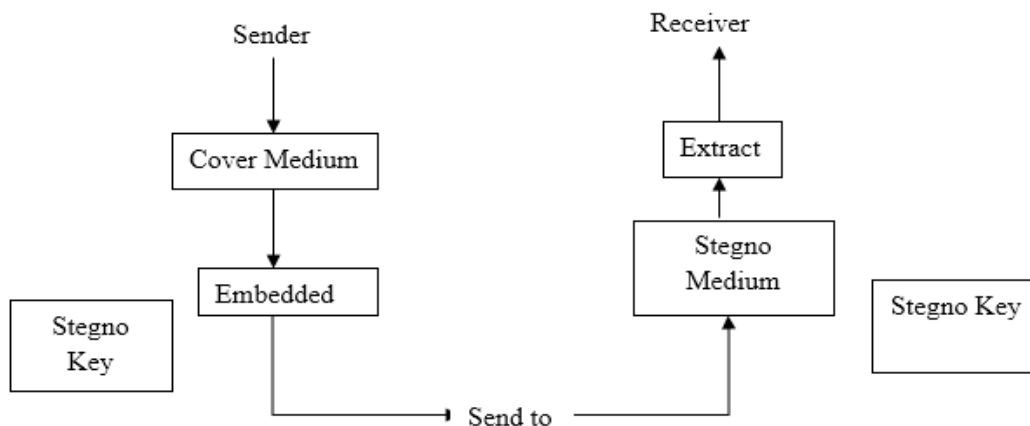 Sender
Cover Medium
Embedded
Stegno
Key
Send to
Receiver
Extract
Stegno
Medium
Stegno Key